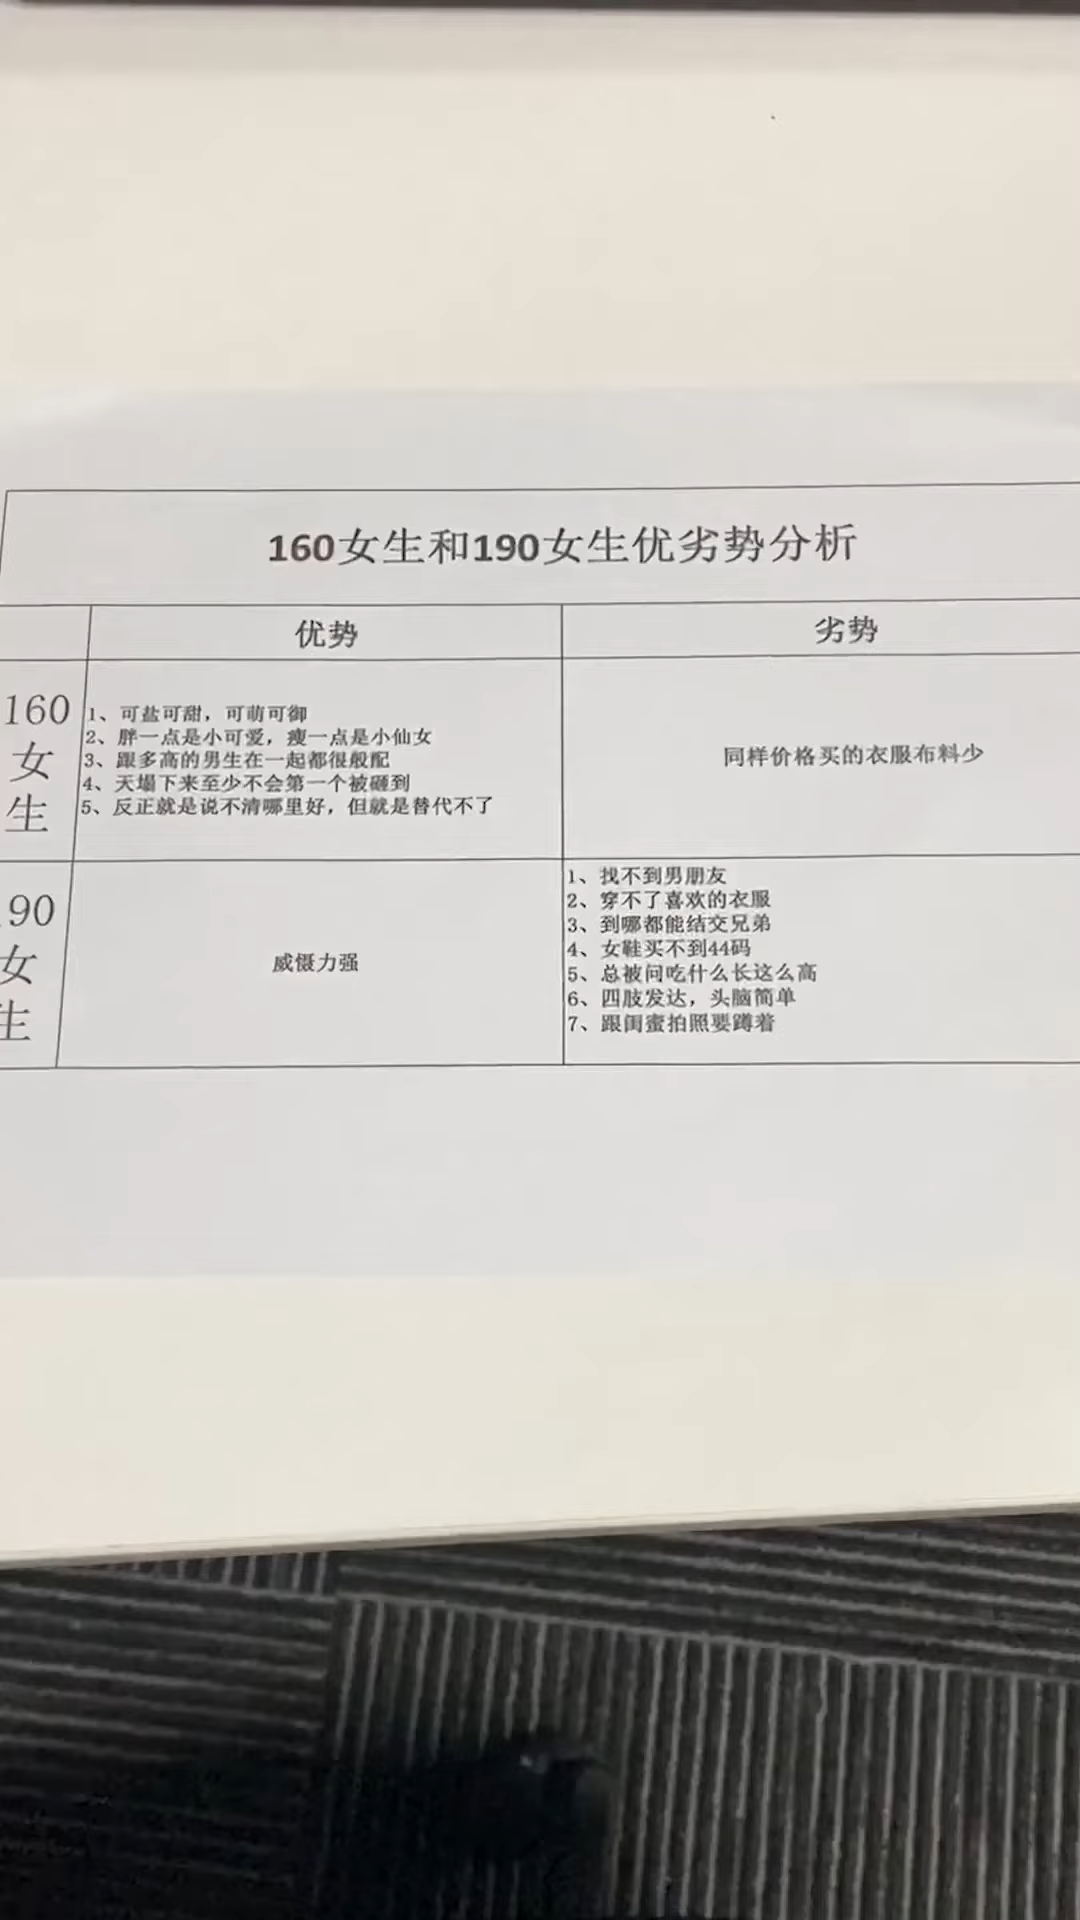 160女生和190女生优劣势分析
优势
劣势
160
女
生
1、可盐可甜，可萌可御
2、胖一点是小可爱，瘦一点是小仙女
3、跟多高的男生在一起都很般配
4、天塌下来至少不会第一个被砸到
5、反正就是说不清哪里好，但就是替代不了
同样价格买的衣服布料少
90
女
生
威慑力强
1、找不到男朋友
2、穿不了喜欢的衣服
3、到哪都能结交兄弟
4、女鞋买不到44码
5、总被问吃什么长这么高
6、四肢发达，头脑简单
7、跟闺蜜拍照要蹲着